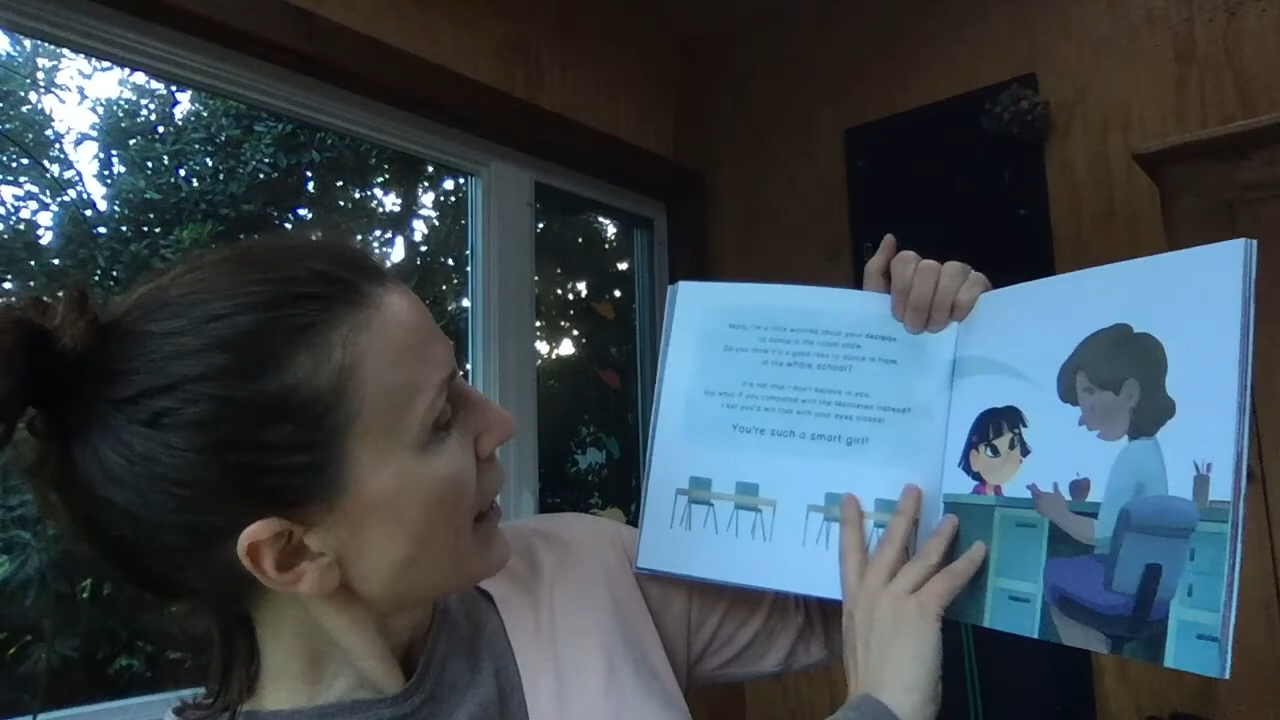 I'm a little worried about your decision
to dance in the talent show.
Do you think it's a good idea to dance in front
of the whole school?
It's not that I don't believe in you.
But what if you competed with the Mathletes instead?
I bet you'd win that with your eyes closed!
You're such a smart girl!